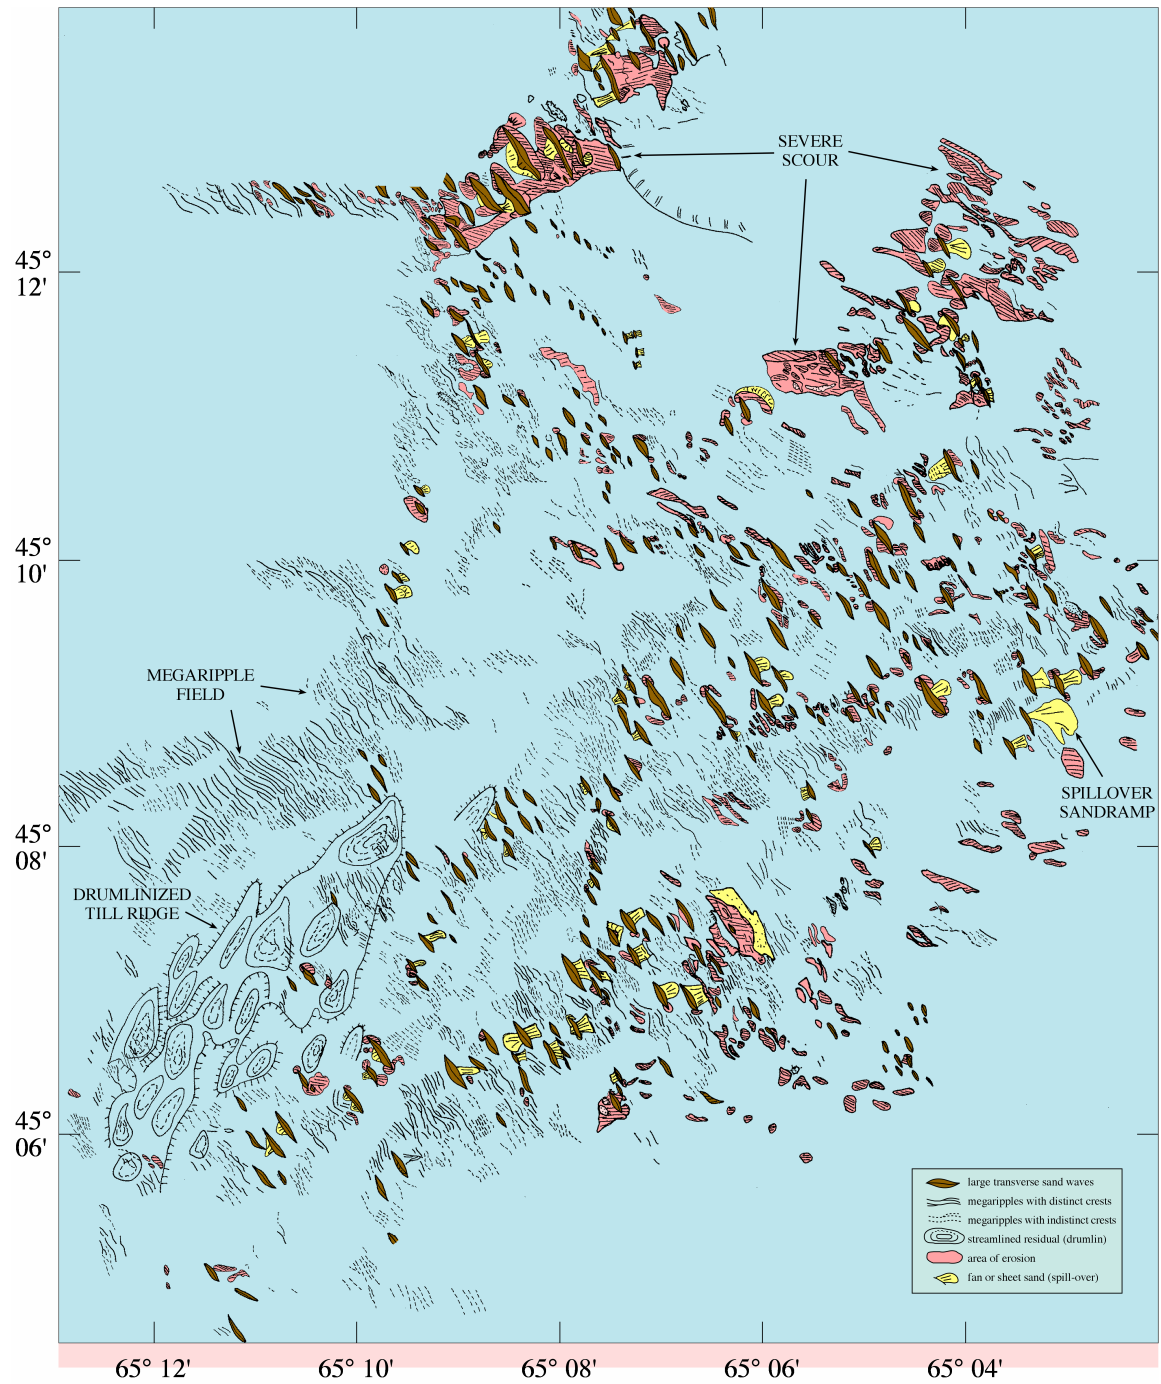 SEVERE
SCOUR
45°
12'
45°
10'
MEGARIPPLE
FIELD
SPILLOVER
SANDRAMP
45°
08'
DRUMLINIZED
TILL RIDGE
45°
06'
large transverse sand waves
megaripples with distinct crests
megaripples with indistinct crests
streamlined residual (drumlin)
area of erosion
fan or sheet sand (spill-over)
65° 12'
65° 10'
65° 08'
65° 06'
65° 04'